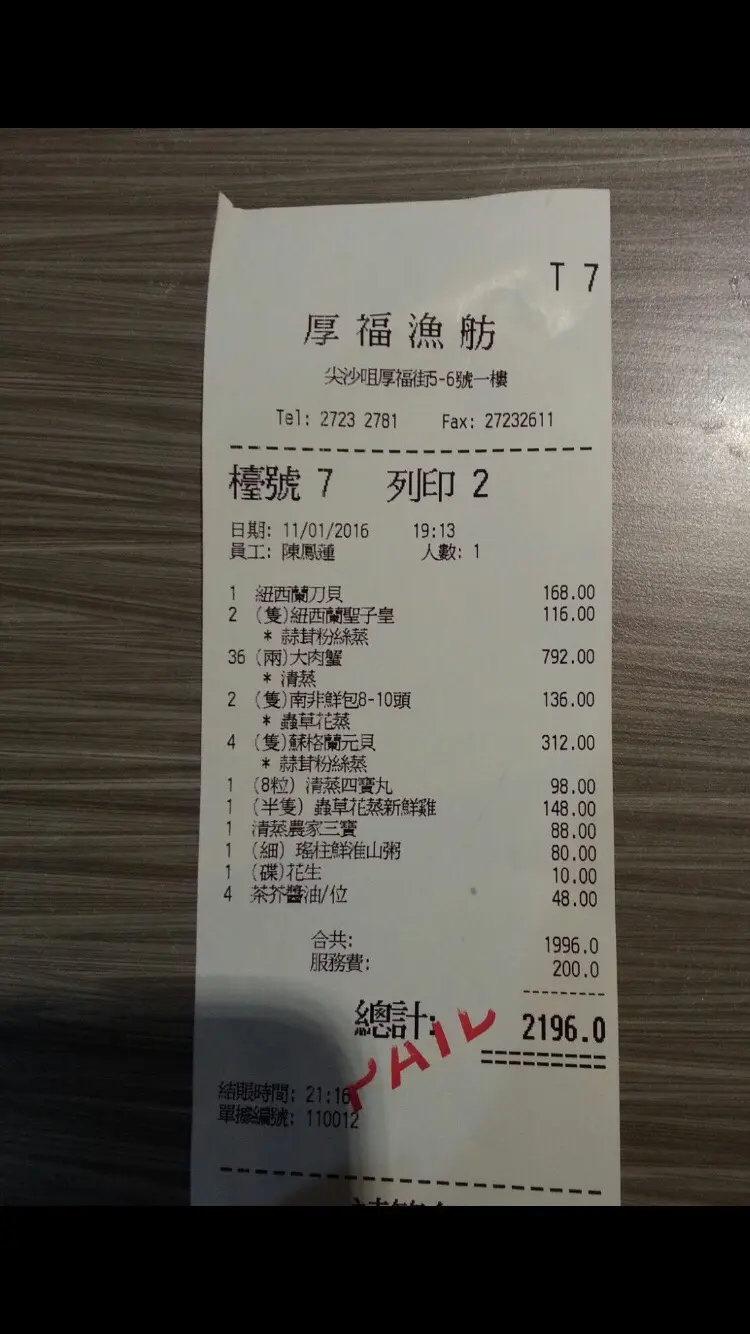 T 7
厚福漁舫
尖沙咀厚福街5-6號一樓
Tel: 2723 2781 Fax: 27232611
檯號 7 列印 2
日期: 11/01/2016 19:13
員工: 陳鳳蓮 人數: 1
1 紐西蘭刀貝 168.00
2 (隻)紐西蘭聖子皇 116.00
* 蒜茸粉絲蒸
36 (兩)大肉蟹 792.00
* 清蒸
2 (隻)南非鮮包8-10頭 136.00
* 蟲草花蒸
4 (隻)蘇格蘭元貝 312.00
* 蒜茸粉絲蒸
1 (8粒) 清蒸四寶丸 98.00
1 (半隻) 蟲草花蒸新鮮雞 148.00
1 清蒸農家三寶 88.00
1 (細) 瑤柱鮮淮山粥 80.00
1 (碟)花生 10.00
4 茶芥醬油/位 48.00
合共: 1996.0
服務費: 200.0
總計: 2196.0
PAID
結賬時間: 21:16
單據編號: 110012